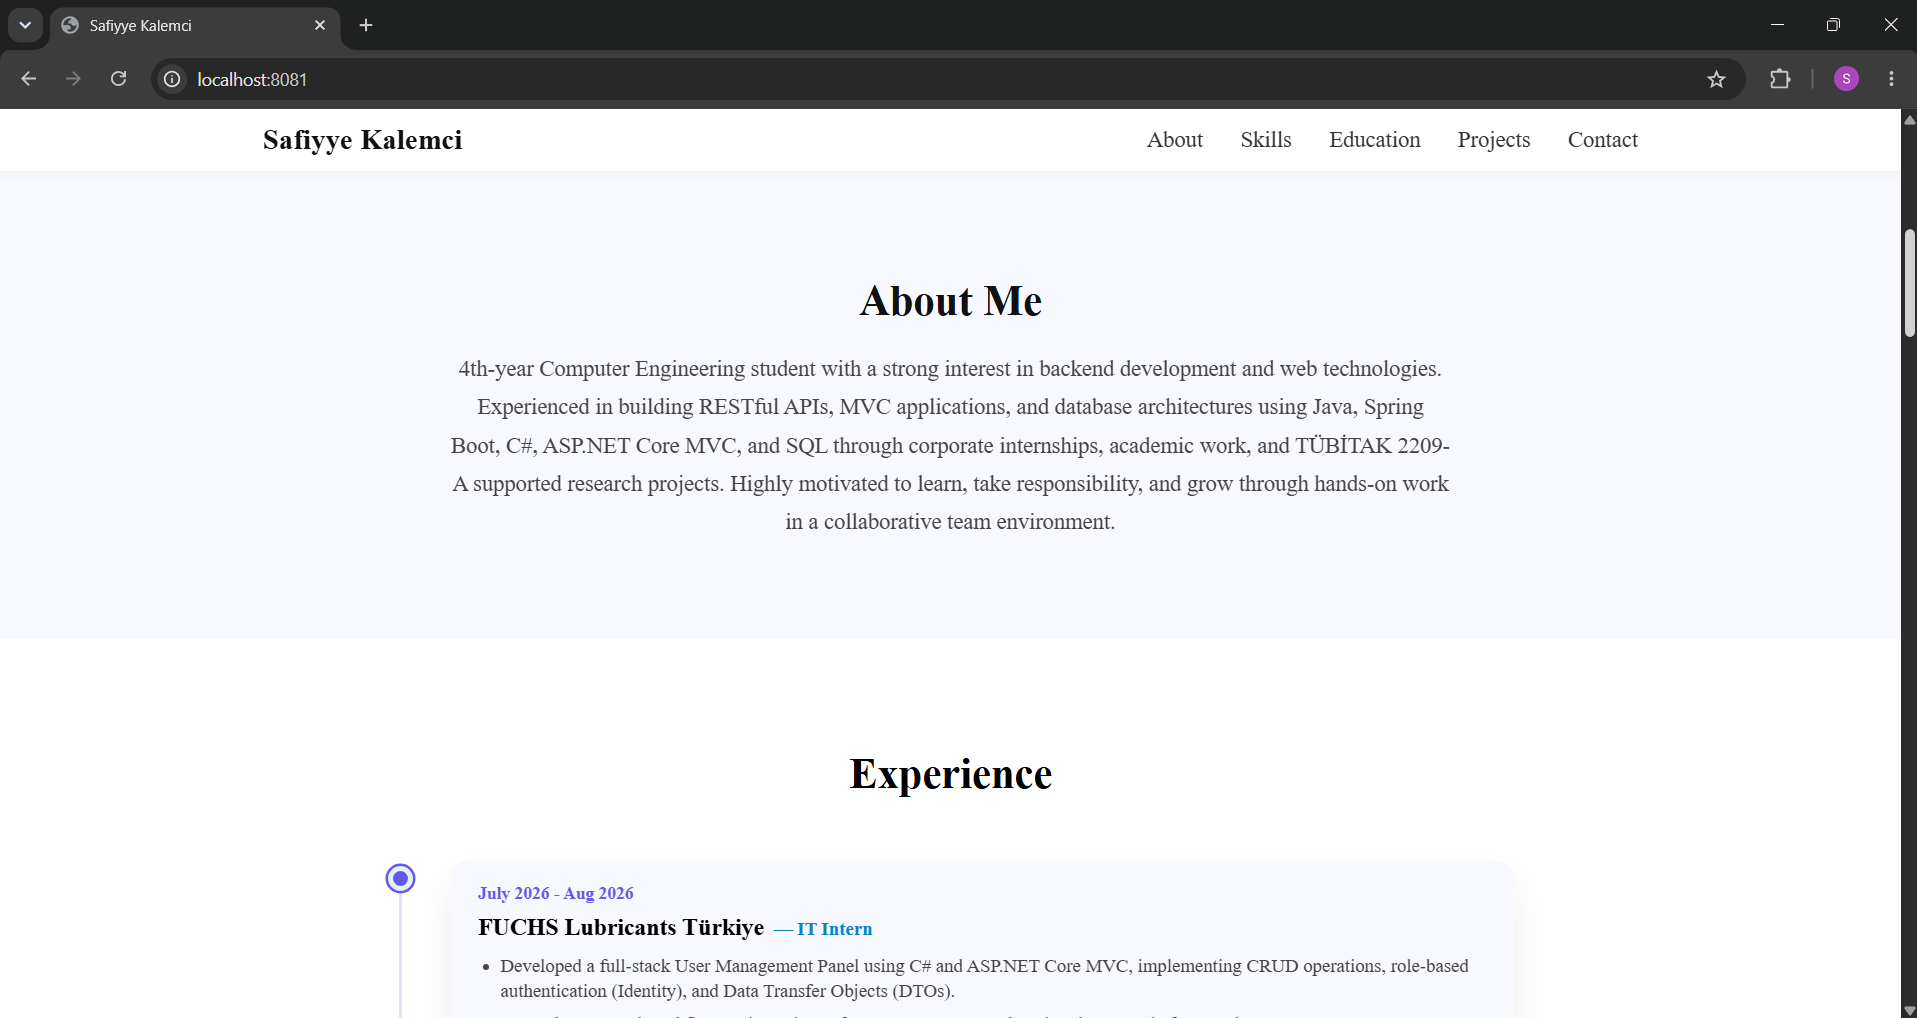 Safiyye Kalemci
localhost:8081
S
Safiyye Kalemci
About
Skills
Education
Projects
Contact
About Me
4th-year Computer Engineering student with a strong interest in backend development and web technologies.
Experienced in building RESTful APIs, MVC applications, and database architectures using Java, Spring
Boot, C#, ASP.NET Core MVC, and SQL through corporate internships, academic work, and TÜBİTAK 2209-
A supported research projects. Highly motivated to learn, take responsibility, and grow through hands-on work
in a collaborative team environment.
Experience
July 2026 - Aug 2026
FUCHS Lubricants Türkiye — IT Intern
• Developed a full-stack User Management Panel using C# and ASP.NET Core MVC, implementing CRUD operations, role-based
authentication (Identity), and Data Transfer Objects (DTOs).